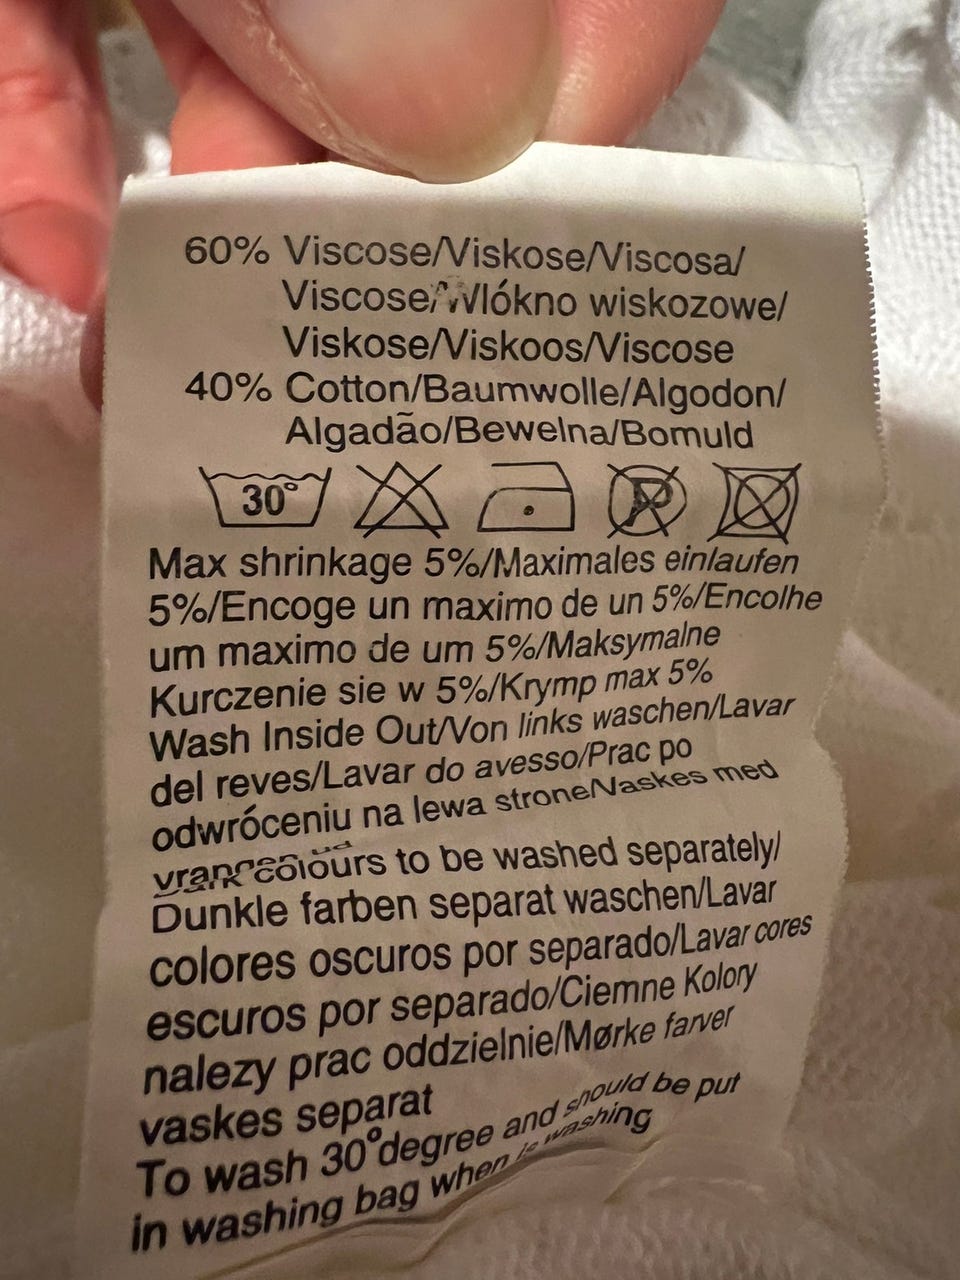 60% Viscose/Viskose/Viscosa/
Viscose/Wlókno wiskozowe/
Viskose/Viskoos/Viscose
40% Cotton/Baumwolle/Algodon/
Algadão/Bewelna/Bomuld
30° P
Max shrinkage 5%/Maximales einlaufen
5%/Encoge un maximo de un 5%/Encolhe
um maximo de um 5%/Maksymalne
Kurczenie sie w 5%/Krymp max 5%
Wash Inside Out/Von links waschen/Lavar
del reves/Lavar do avesso/Prac po
odwróceniu na lewa strone/Vaskes med
colours to be washed separately/
Dunkle farben separat waschen/Lavar
colores oscuros por separado/Lavar cores
escuros por separado/Ciemne Kolory
nalezy prac oddzielnie/Mørke farver
vaskes separat
To wash 30°degree and should be put
in washing bag when is washing